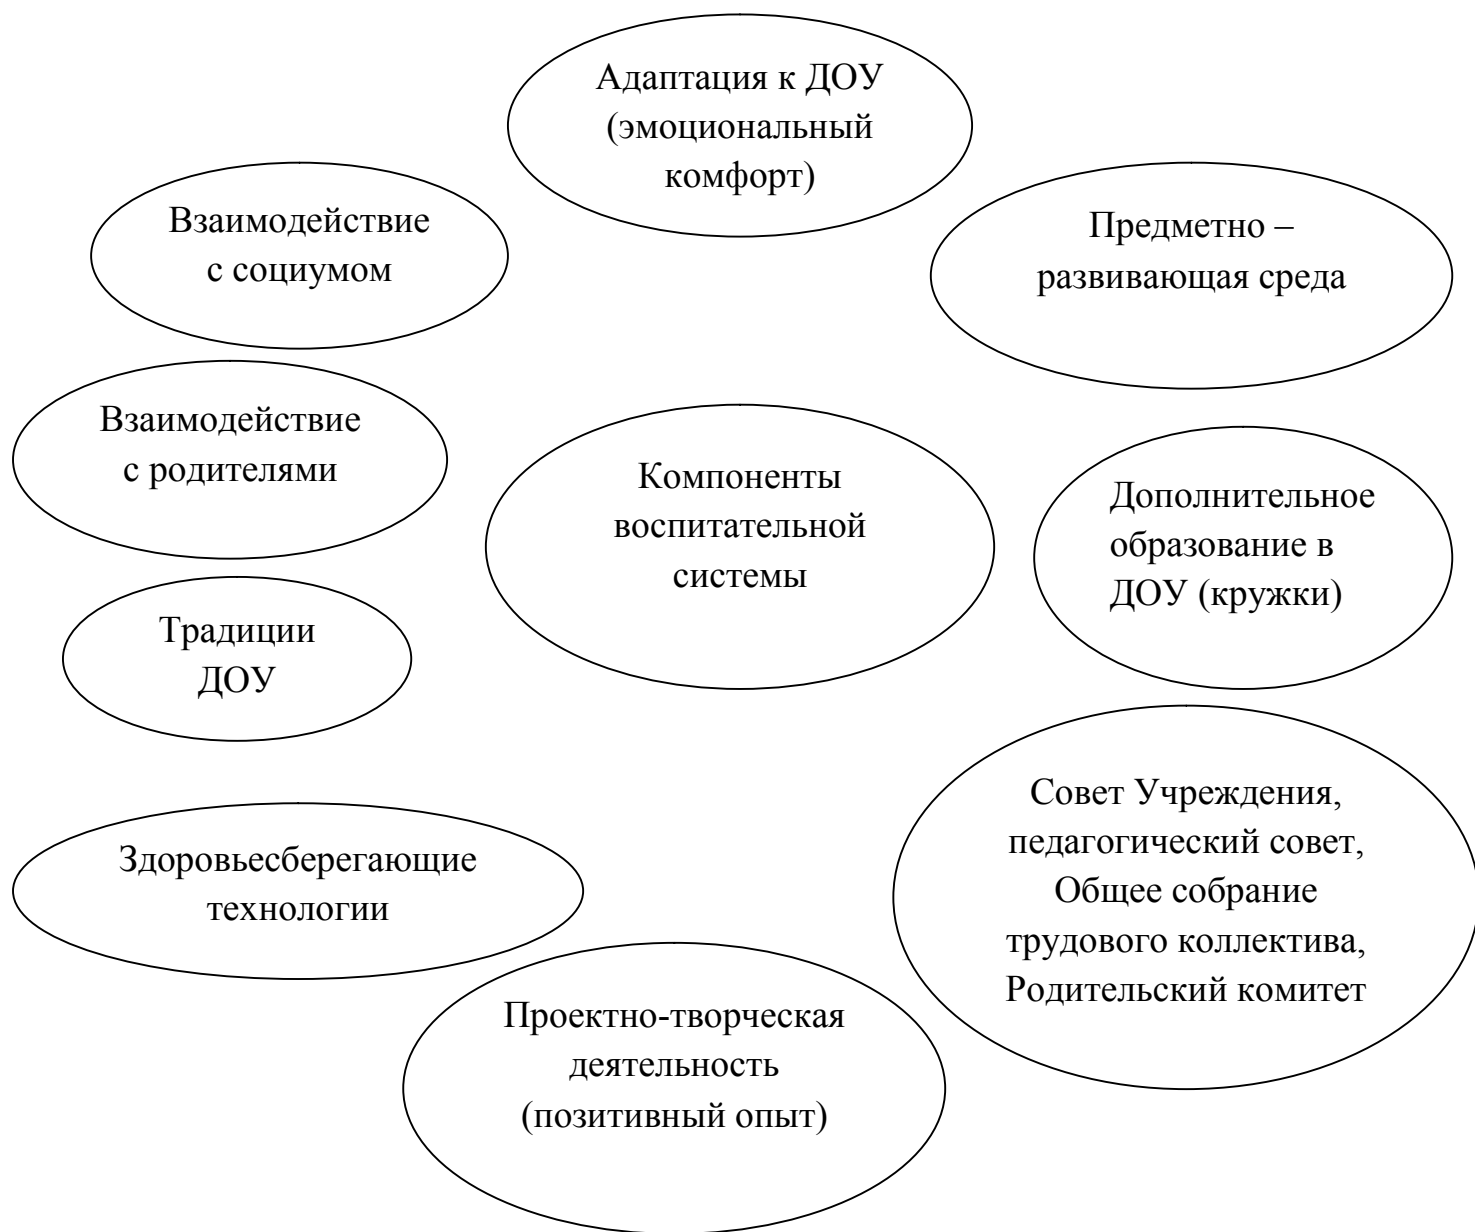 Адаптация к ДОУ
(эмоциональный
комфорт)
Взаимодействие
с социумом
Предметно –
развивающая среда
Взаимодействие
с родителями
Компоненты
воспитательной
системы
Дополнительное
образование в
ДОУ (кружки)
Традиции
ДОУ
Совет Учреждения,
педагогический совет,
Общее собрание
трудового коллектива,
Родительский комитет
Здоровьесберегающие
технологии
Проектно-творческая
деятельность
(позитивный опыт)